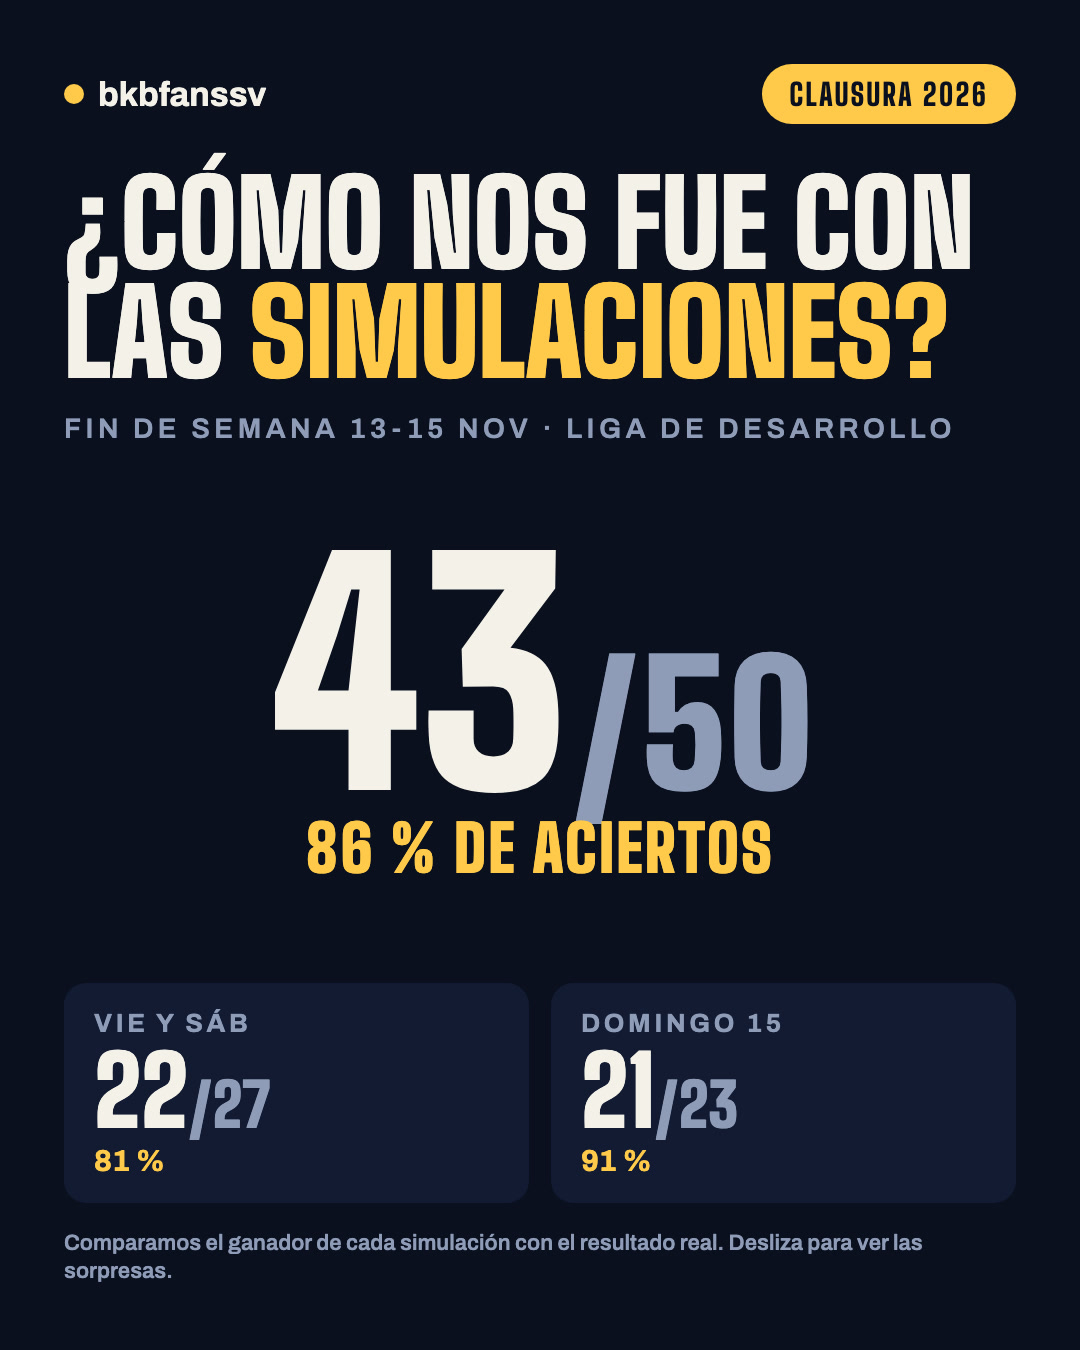 bkbfanssv
CLAUSURA 2026
¿CÓMO NOS FUE CON
LAS SIMULACIONES?
FIN DE SEMANA 13-15 NOV · LIGA DE DESARROLLO
43/50
86 % DE ACIERTOS
VIE Y SÁB
22/27
81 %
DOMINGO 15
21/23
91 %
Comparamos el ganador de cada simulación con el resultado real. Desliza para ver las
sorpresas.